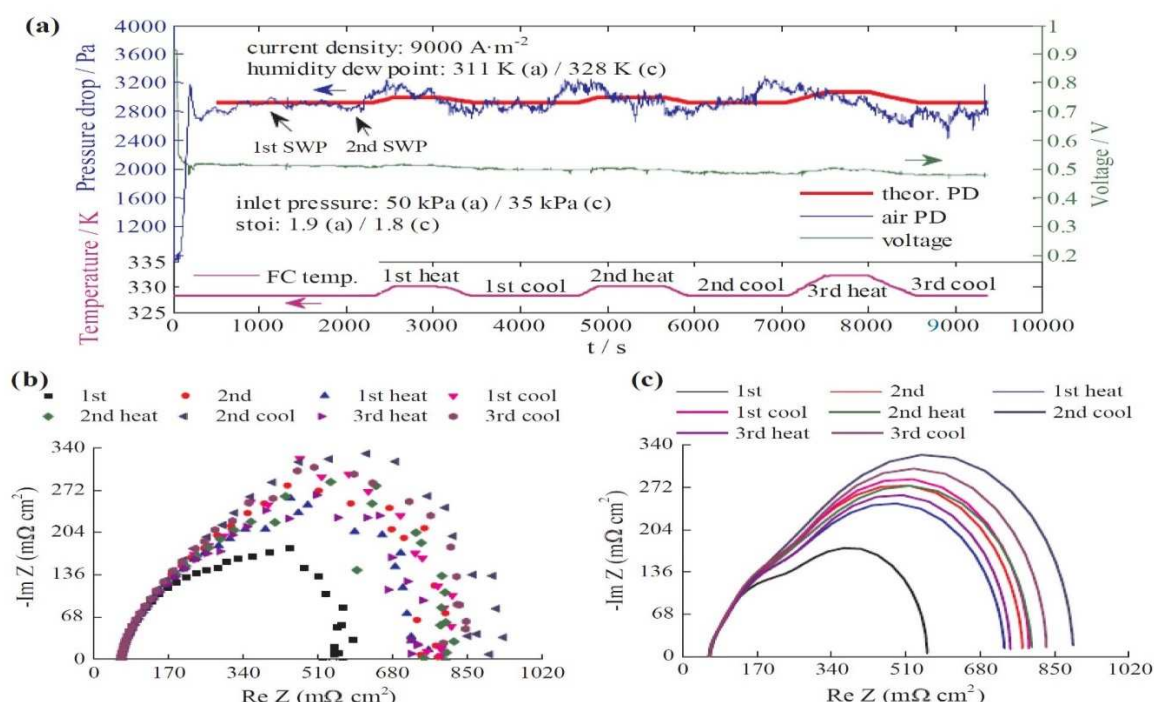 (a)
Pressure drop / Pa
4000
3600
3200
2800
2400
2000
1600
1200
current density: 9000 A·m-2
humidity dew point: 311 K (a) / 328 K (c)
1st SWP
2nd SWP
inlet pressure: 50 kPa (a) / 35 kPa (c)
stoi: 1.9 (a) / 1.8 (c)
theor. PD
air PD
voltage
1
0.9
0.8
0.7
0.6
0.5
0.4
0.3
0.2
Voltage / V
Temperature / K
335
330
325
FC temp.
1st heat
1st cool
2nd heat
2nd cool
3rd heat
3rd cool
0 1000 2000 3000 4000 5000 6000 7000 8000 9000 10000
t / s
(b)
1st 2nd 1st heat 1st cool
2nd heat 2nd cool 3rd heat 3rd cool
-Im Z (mΩ cm2)
340
272
204
136
68
0
0 170 340 510 680 850 1020
Re Z (mΩ cm2)
(c)
1st 2nd 1st heat
1st cool 2nd heat 2nd cool
3rd heat 3rd cool
-Im Z (mΩ cm2)
340
272
204
136
68
0
0 170 340 510 680 850 1020
Re Z (mΩ cm2)